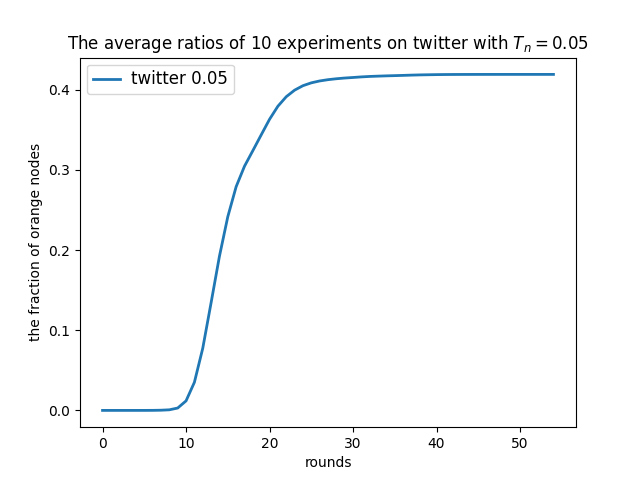 The average ratios of 10 experiments on twitter with $T_n = 0.05$
twitter 0.05
0.4
0.3
0.2
0.1
0.0
the fraction of orange nodes
0 10 20 30 40 50
rounds